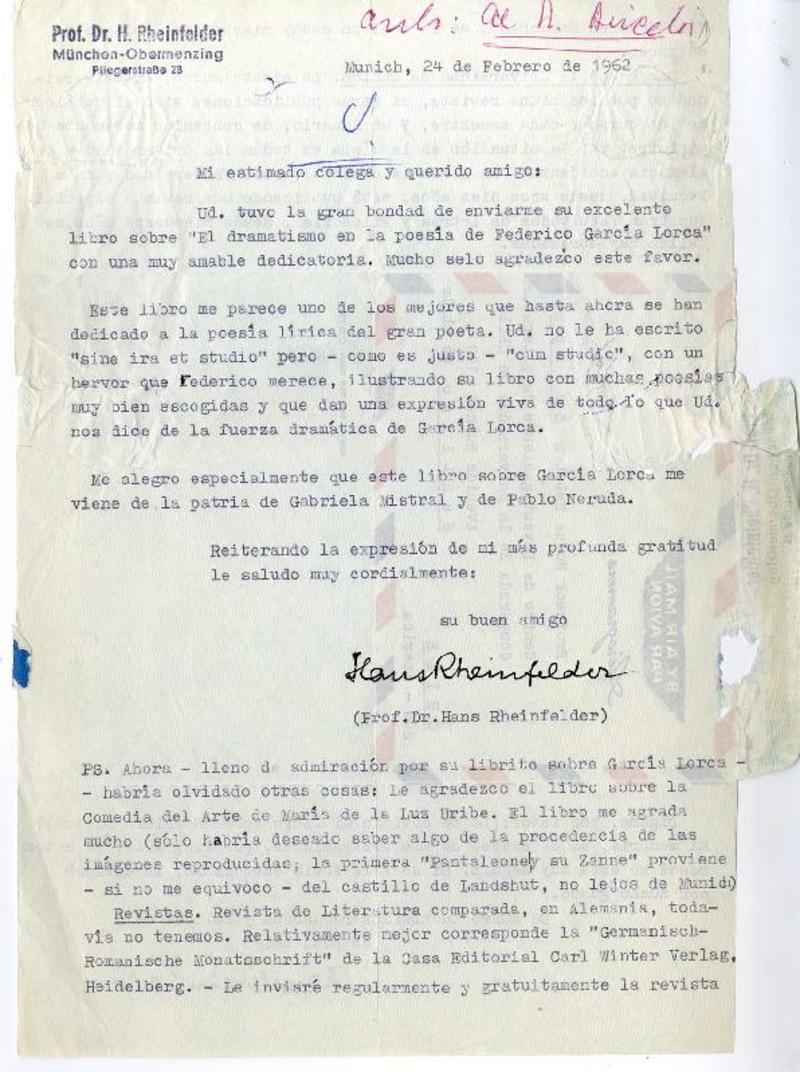 Prof. Dr. H. Rheinfelder
München-Obermenzing
Pflegerstraße 28
Munich, 24 de Febrero de 1962
Mi estimado colega y querido amigo:
Ud. tuvo la gran bondad de enviarme su excelente
libro sobre "El dramatismo en la poesía de Federico García Lorca"
con una muy amable dedicatoria. Mucho selo agradezco este favor.
Este libro me parece uno de los mejores que hasta ahora se han
dedicado a la poesía lírica del gran poeta. Ud. no le ha escrito
"sine ira et studio" pero - como es justo - "cum studio", con un
hervor que Federico merece, ilustrando su libro con muchas poesías
muy bien escogidas y que dan una expresión viva de todo lo que Ud.
nos dice de la fuerza dramática de García Lorca.
Me alegro especialmente que este libro sobre García Lorca me
viene de la patria de Gabriela Mistral y de Pablo Neruda.
Reiterando la expresión de mi más profunda gratitud
le saludo muy cordialmente:
su buen amigo
Hans Rheinfelder
(Prof.Dr.Hans Rheinfelder)
PS. Ahora - lleno de admiración por su librito sobre García Lorca -
- habría olvidado otras cosas: Le agradezco el libro sobre la
Comedia del Arte de María de la Luz Uribe. El libro me agrada
mucho (sólo habría deseado saber algo de la procedencia de las
imágenes reproducidas; la primera "Pantaleone y su Zanne" proviene
- si no me equivoco - del castillo de Landshut, no lejos de Munich)
Revistas. Revista de Literatura comparada, en Alemania, toda-
vía no tenemos. Relativamente mejor corresponde la "Germanisch-
Romanische Monatsschrift" de la Casa Editorial Carl Winter Verlag,
Heidelberg. - Le inviaré regularmente y gratuitamente la revista
PAR AVION
BY AIR MAIL